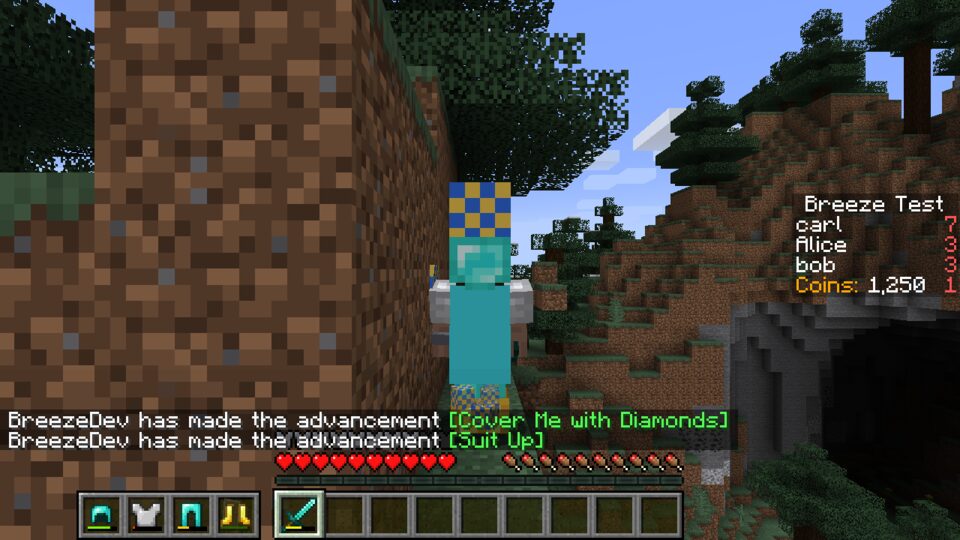 Breeze Test
carl 7
Alice 3
bob 3
Coins: 1,250 1
BreezeDev has made the advancement [Cover Me with Diamonds]
BreezeDev has made the advancement [Suit Up]